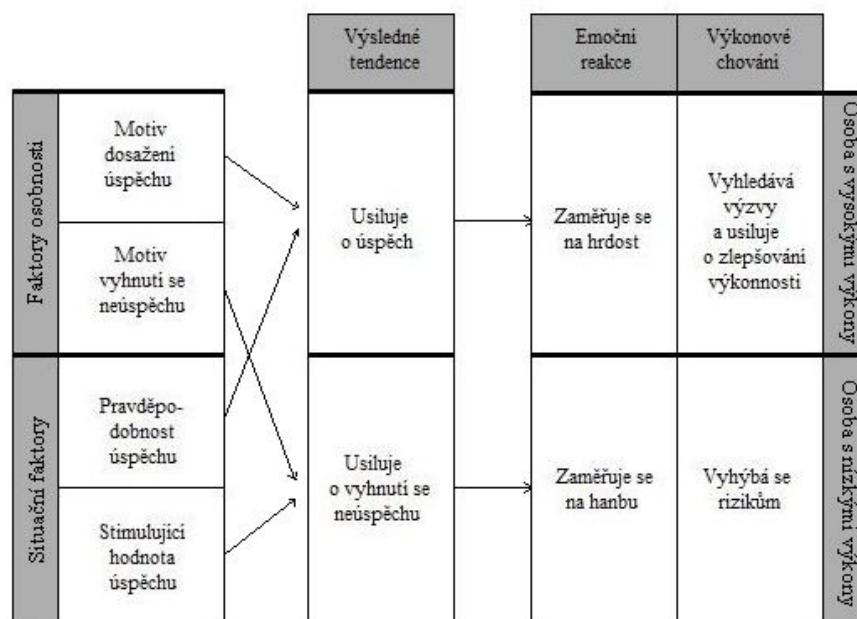 Výsledné
tendence
Emoční
reakce
Výkonové
chování
Faktory osobnosti
Motiv
dosažení
úspěchu
Motiv
vyhnutí se
neúspěchu
Usiluje
o úspěch
Zaměřuje se
na hrdost
Vyhledává
výzvy
a usiluje
o zlepšování
výkonnosti
Osoba s vysokými výkony
Situační faktory
Pravděpo-
dobnost
úspěchu
Stimulující
hodnota
úspěchu
Usiluje
o vyhnutí se
neúspěchu
Zaměřuje se
na hanbu
Vyhýbá se
rizikům
Osoba s nízkými výkony